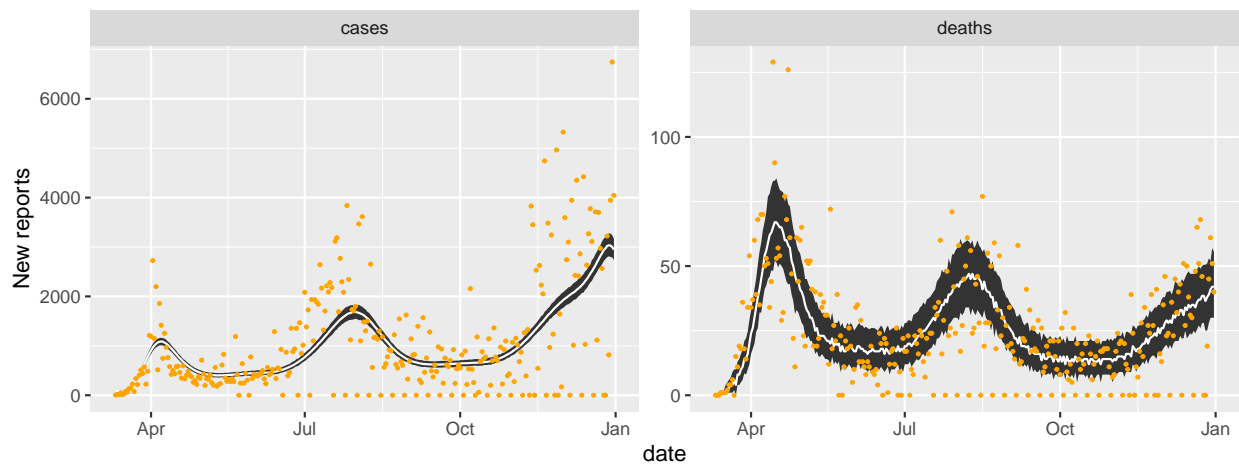 cases
deaths
New reports
6000
4000
2000
0
100
50
0
Apr
Jul
Oct
Jan
Apr
Jul
Oct
Jan
date